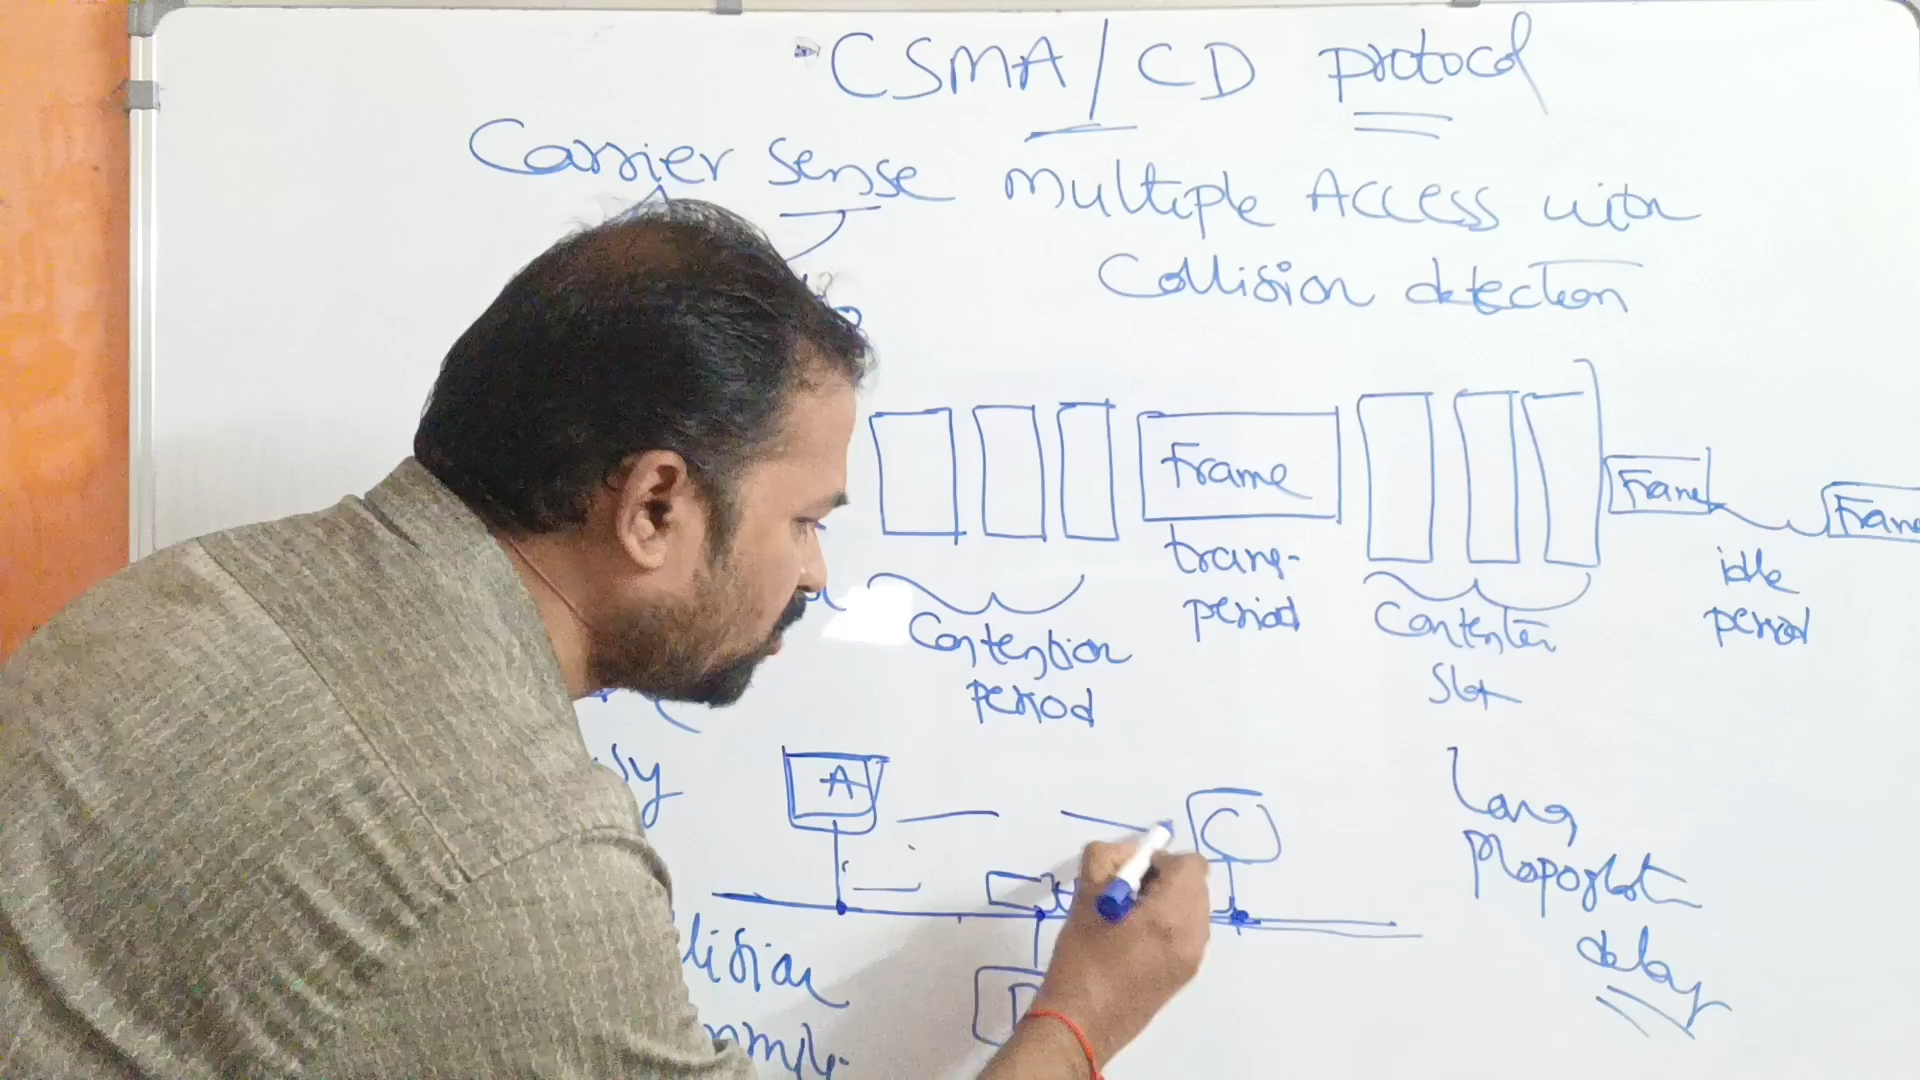 CSMA/CD protocol
Carrier sense multiple Access with
Collision detection
Frame
Frame
Frame
trans-
period
Contention
period
Contention
Slot
idle
period
A
C
Long
Propogation
delay